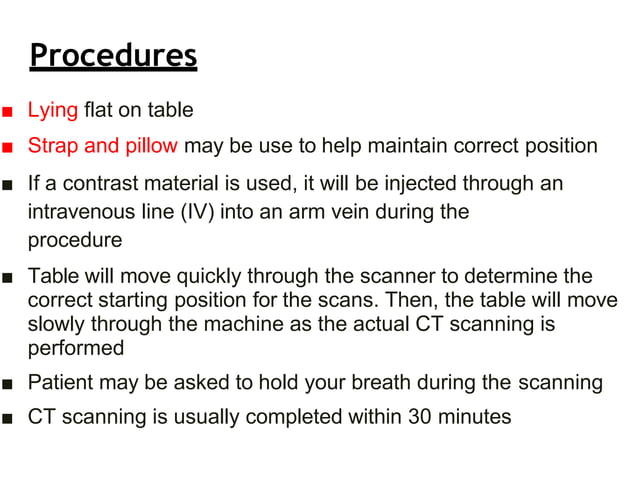 Procedures
■ Lying flat on table
■ Strap and pillow may be use to help maintain correct position
■ If a contrast material is used, it will be injected through an
intravenous line (IV) into an arm vein during the
procedure
■ Table will move quickly through the scanner to determine the
correct starting position for the scans. Then, the table will move
slowly through the machine as the actual CT scanning is
performed
■ Patient may be asked to hold your breath during the scanning
■ CT scanning is usually completed within 30 minutes